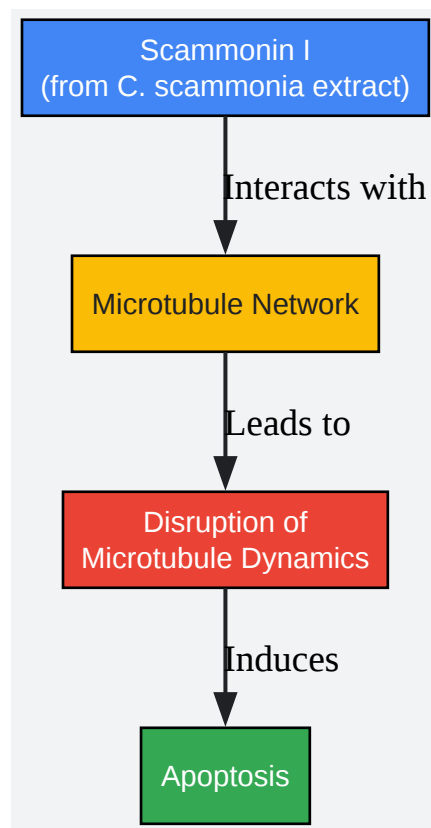 Scammonin I
(from C. scammonia extract)
Interacts with
Microtubule Network
Leads to
Disruption of
Microtubule Dynamics
Induces
Apoptosis